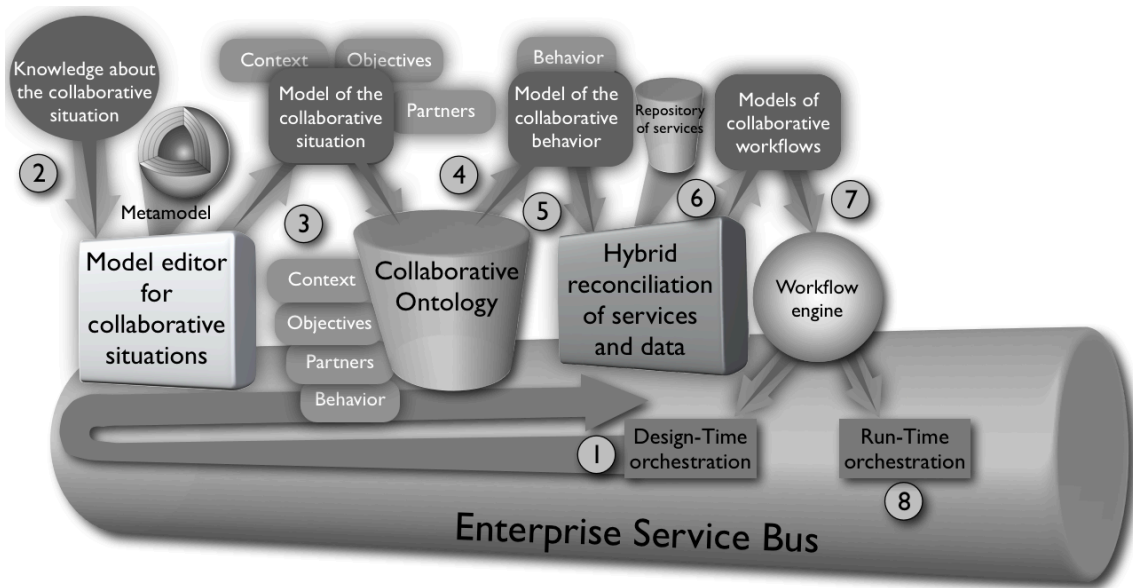 Knowledge about
the collaborative
situation
2
Metamodel
Model editor
for
collaborative
situations
Context
Objectives
Partners
Model of the
collaborative
situation
3
Context
Objectives
Partners
Behavior
Collaborative
Ontology
4
Behavior
Model of the
collaborative
behavior
5
Repository
of services
6
Hybrid
reconciliation
of services
and data
Models of
collaborative
workflows
7
Workflow
engine
1
Design-Time
orchestration
Run-Time
orchestration
8
Enterprise Service Bus